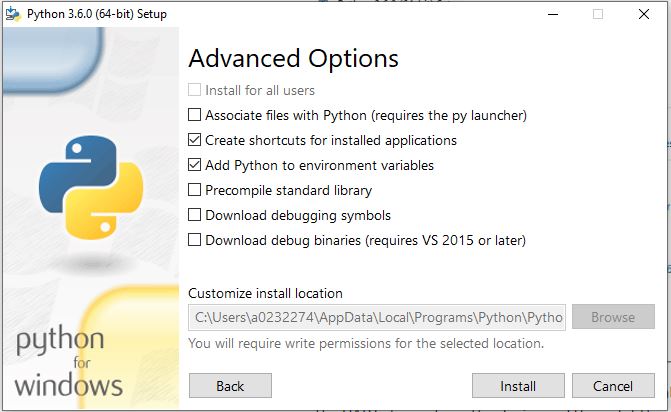 Python 3.6.0 (64-bit) Setup
Advanced Options
Install for all users
Associate files with Python (requires the py launcher)
Create shortcuts for installed applications
Add Python to environment variables
Precompile standard library
Download debugging symbols
Download debug binaries (requires VS 2015 or later)
Customize install location
C:\Users\a0232274\AppData\Local\Programs\Python\Pytho
Browse
You will require write permissions for the selected location.
python
for
windows
Back
Install
Cancel